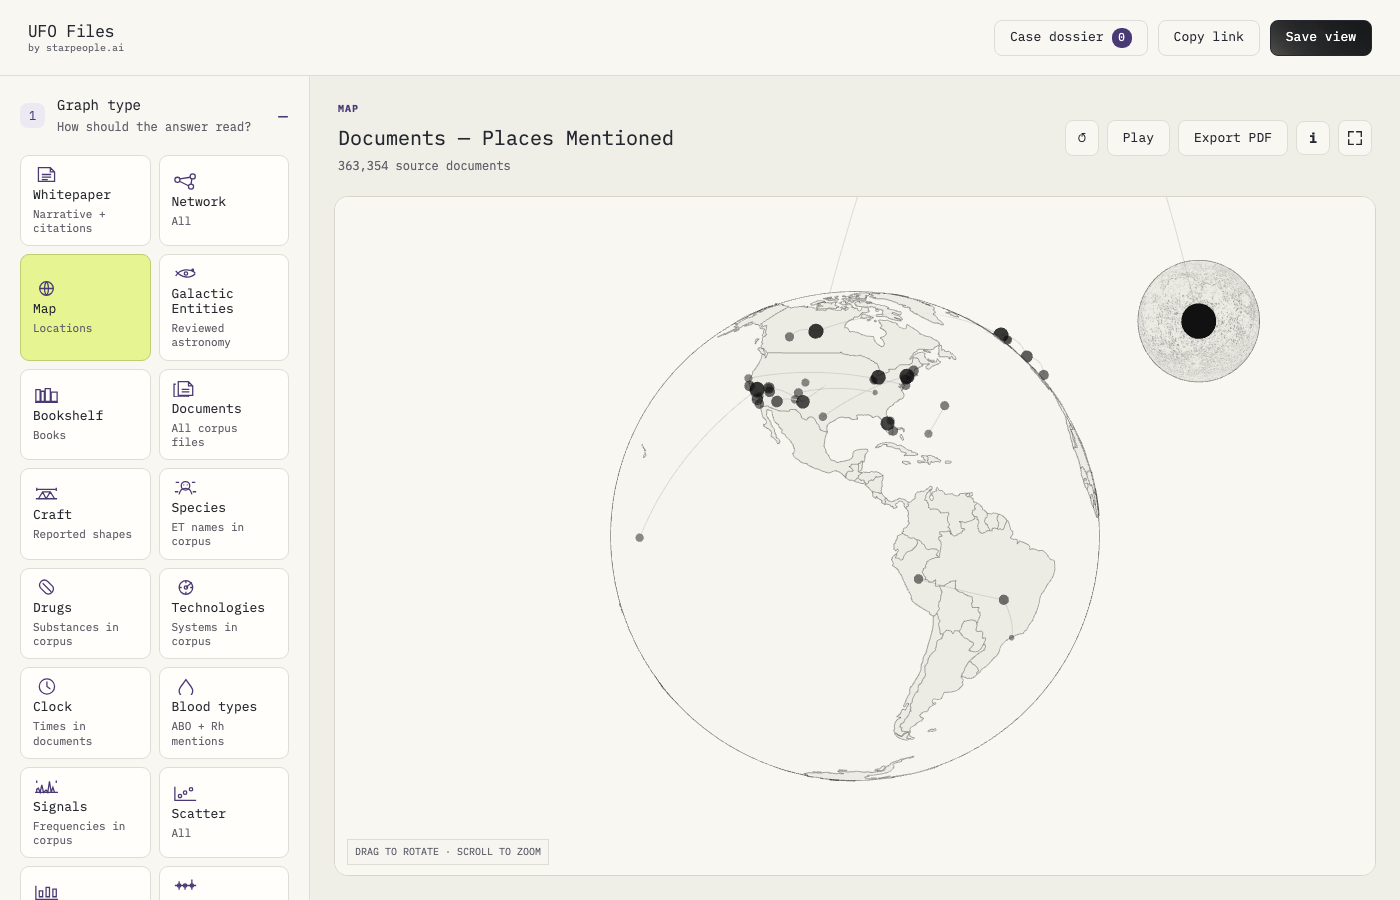 UFO Files
by starpeople.ai
Case dossier 0
Copy link
Save view
1
Graph type
How should the answer read?
Whitepaper
Narrative +
citations
Network
All
Map
Locations
Galactic
Entities
Reviewed
astronomy
Bookshelf
Books
Documents
All corpus
files
Craft
Reported shapes
Species
ET names in
corpus
Drugs
Substances in
corpus
Technologies
Systems in
corpus
Clock
Times in
documents
Blood types
ABO + Rh
mentions
Signals
Frequencies in
corpus
Scatter
All
MAP
Documents — Places Mentioned
363,354 source documents
Play
Export PDF
i
DRAG TO ROTATE · SCROLL TO ZOOM